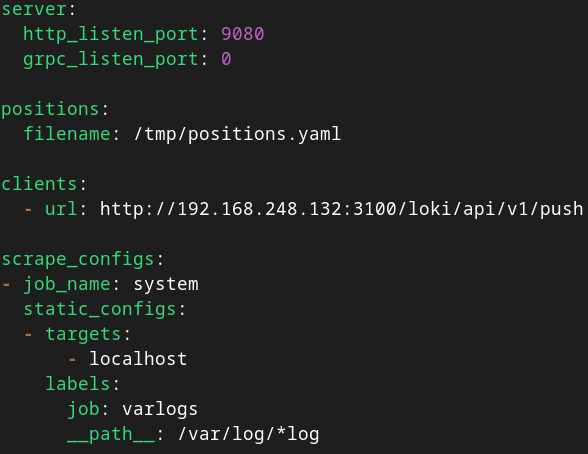 server:
  http_listen_port: 9080
  grpc_listen_port: 0

positions:
  filename: /tmp/positions.yaml

clients:
  - url: http://192.168.248.132:3100/loki/api/v1/push

scrape_configs:
- job_name: system
  static_configs:
  - targets:
      - localhost
    labels:
      job: varlogs
      __path__: /var/log/*log